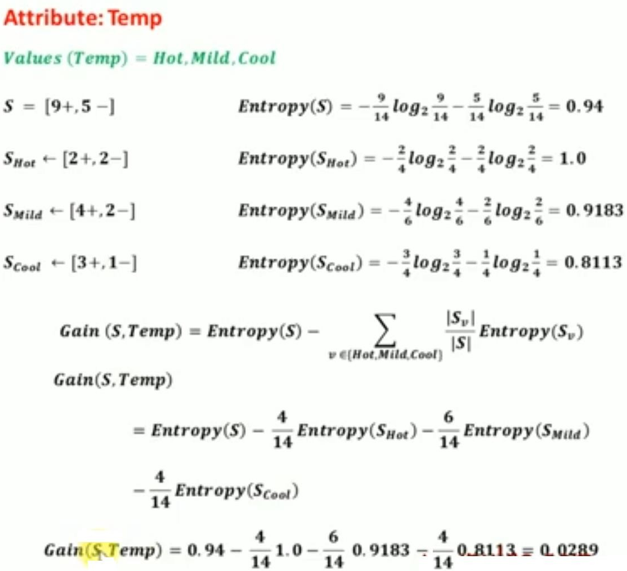 Attribute: Temp
Values (Temp) = Hot, Mild, Cool
S = [9+, 5 −] Entropy(S) = −9/14 log₂ 9/14 − 5/14 log₂ 5/14 = 0.94
S_Hot ← [2+, 2−] Entropy(S_Hot) = −2/4 log₂ 2/4 − 2/4 log₂ 2/4 = 1.0
S_Mild ← [4+, 2−] Entropy(S_Mild) = −4/6 log₂ 4/6 − 2/6 log₂ 2/6 = 0.9183
S_Cool ← [3+, 1−] Entropy(S_Cool) = −3/4 log₂ 3/4 − 1/4 log₂ 1/4 = 0.8113
Gain (S, Temp) = Entropy(S) − ∑ v ∈{Hot,Mild,Cool} |S_v|/|S| Entropy(S_v)
Gain(S, Temp)
= Entropy(S) − 4/14 Entropy(S_Hot) − 6/14 Entropy(S_Mild)
− 4/14 Entropy(S_Cool)
Gain(S, Temp) = 0.94 − 4/14 1.0 − 6/14 0.9183 − 4/14 0.8113 = 0.0289